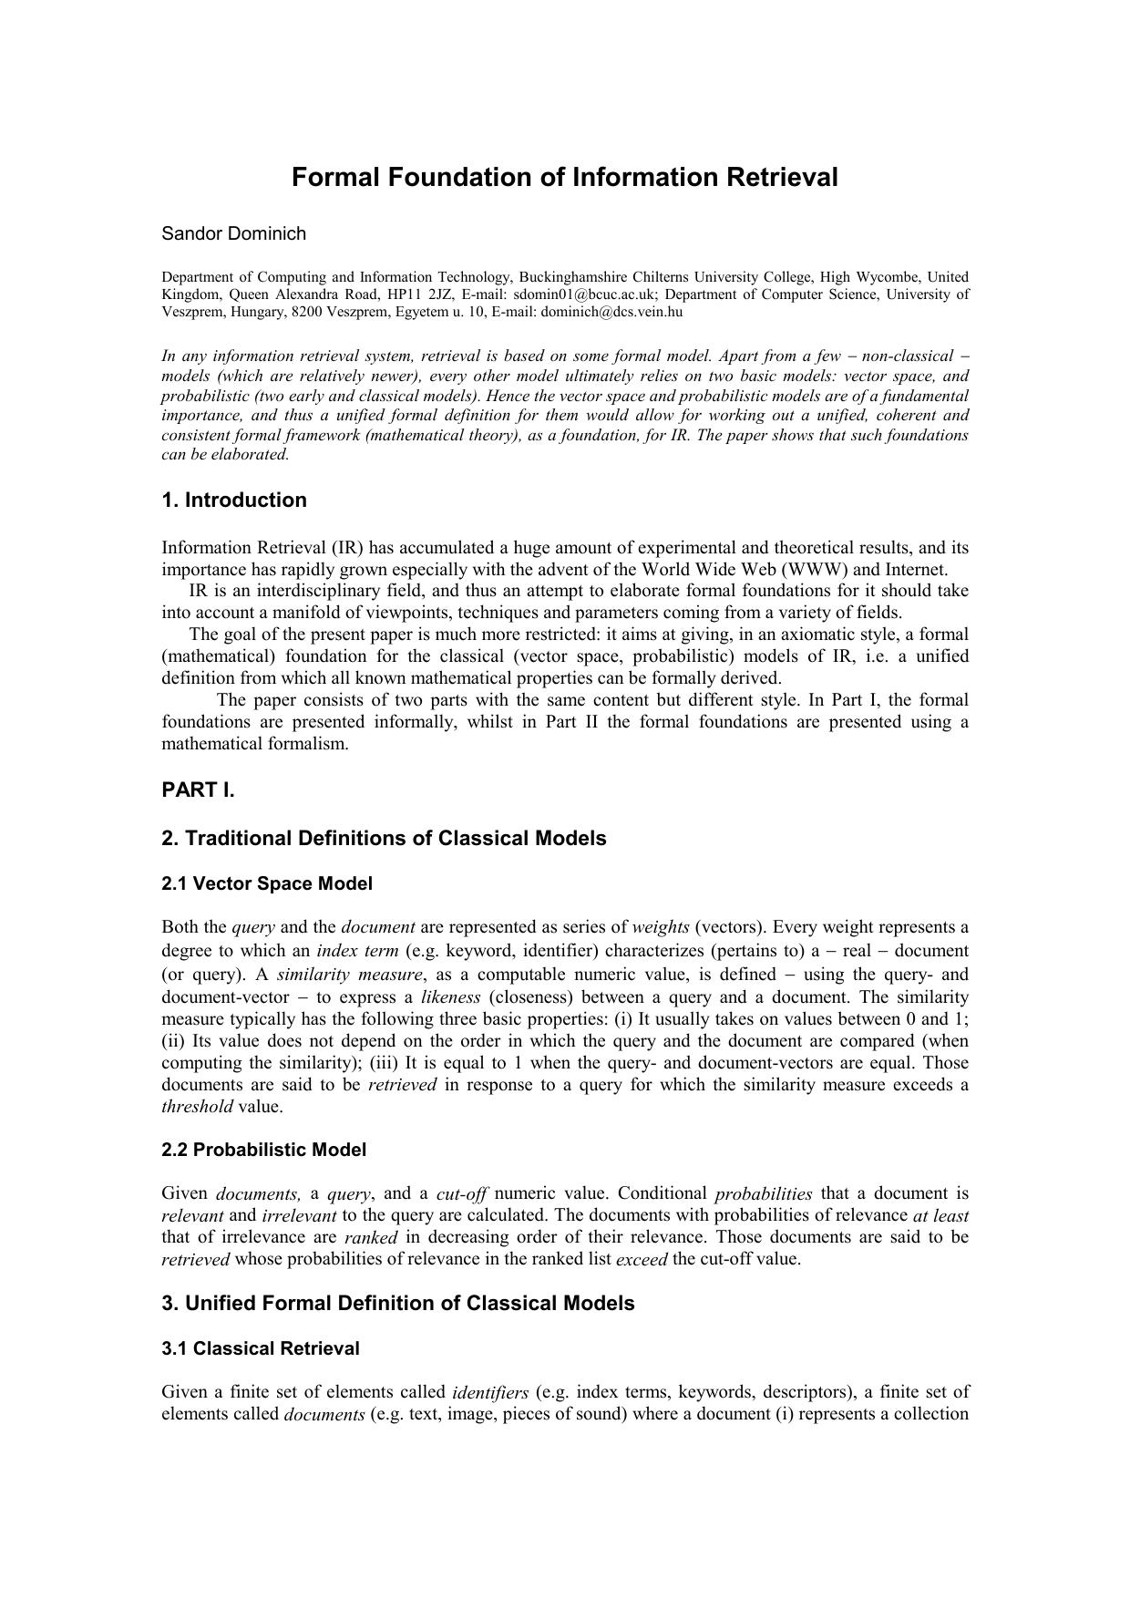 Formal Foundation of Information Retrieval
Sandor Dominich
Department of Computing and Information Technology, Buckinghamshire Chilterns University College, High Wycombe, United
Kingdom, Queen Alexandra Road, HP11 2JZ, E-mail: sdomin01@bcuc.ac.uk; Department of Computer Science, University of
Veszprem, Hungary, 8200 Veszprem, Egyetem u. 10, E-mail: dominich@dcs.vein.hu
In any information retrieval system, retrieval is based on some formal model. Apart from a few – non-classical –
models (which are relatively newer), every other model ultimately relies on two basic models: vector space, and
probabilistic (two early and classical models). Hence the vector space and probabilistic models are of a fundamental
importance, and thus a unified formal definition for them would allow for working out a unified, coherent and
consistent formal framework (mathematical theory), as a foundation, for IR. The paper shows that such foundations
can be elaborated.
1. Introduction
Information Retrieval (IR) has accumulated a huge amount of experimental and theoretical results, and its
importance has rapidly grown especially with the advent of the World Wide Web (WWW) and Internet.
IR is an interdisciplinary field, and thus an attempt to elaborate formal foundations for it should take
into account a manifold of viewpoints, techniques and parameters coming from a variety of fields.
The goal of the present paper is much more restricted: it aims at giving, in an axiomatic style, a formal
(mathematical) foundation for the classical (vector space, probabilistic) models of IR, i.e. a unified
definition from which all known mathematical properties can be formally derived.
The paper consists of two parts with the same content but different style. In Part I, the formal
foundations are presented informally, whilst in Part II the formal foundations are presented using a
mathematical formalism.
PART I.
2. Traditional Definitions of Classical Models
2.1 Vector Space Model
Both the query and the document are represented as series of weights (vectors). Every weight represents a
degree to which an index term (e.g. keyword, identifier) characterizes (pertains to) a – real – document
(or query). A similarity measure, as a computable numeric value, is defined – using the query- and
document-vector – to express a likeness (closeness) between a query and a document. The similarity
measure typically has the following three basic properties: (i) It usually takes on values between 0 and 1;
(ii) Its value does not depend on the order in which the query and the document are compared (when
computing the similarity); (iii) It is equal to 1 when the query- and document-vectors are equal. Those
documents are said to be retrieved in response to a query for which the similarity measure exceeds a
threshold value.
2.2 Probabilistic Model
Given documents, a query, and a cut-off numeric value. Conditional probabilities that a document is
relevant and irrelevant to the query are calculated. The documents with probabilities of relevance at least
that of irrelevance are ranked in decreasing order of their relevance. Those documents are said to be
retrieved whose probabilities of relevance in the ranked list exceed the cut-off value.
3. Unified Formal Definition of Classical Models
3.1 Classical Retrieval
Given a finite set of elements called identifiers (e.g. index terms, keywords, descriptors), a finite set of
elements called documents (e.g. text, image, pieces of sound) where a document (i) represents a collection